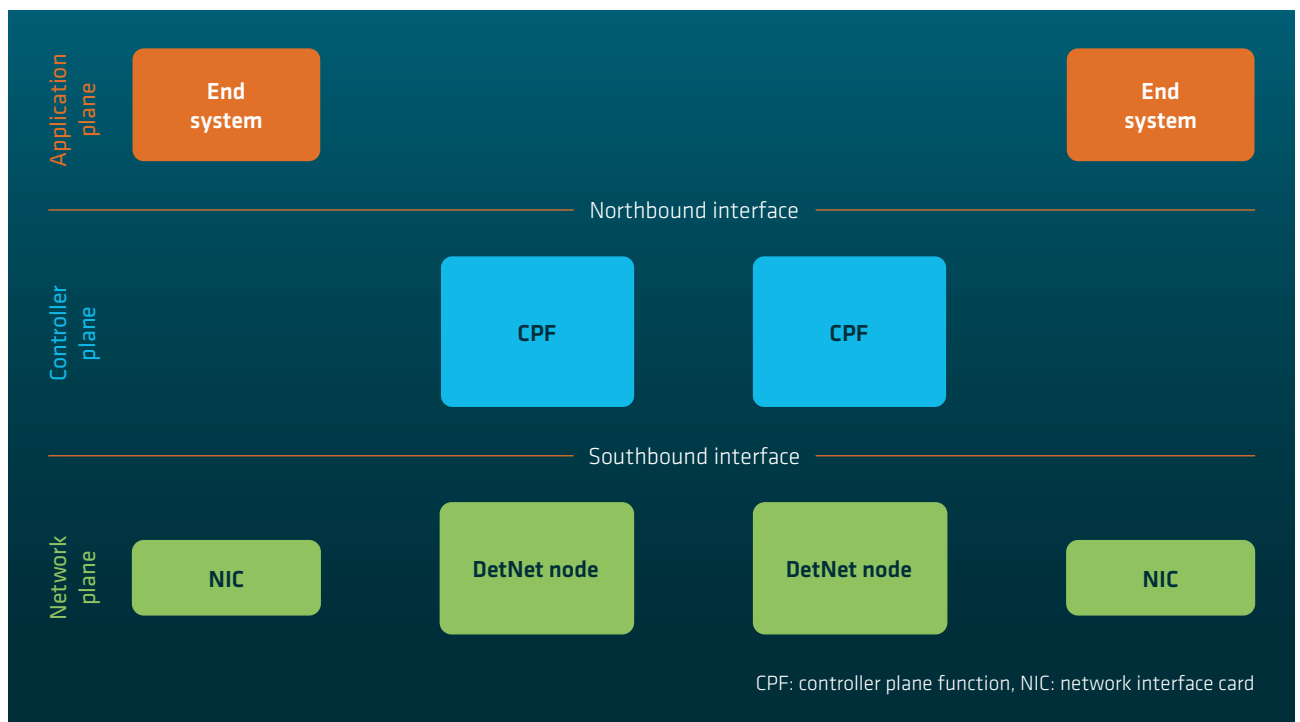 Application
plane
End
system
End
system
Northbound interface
Controller
plane
CPF
CPF
Southbound interface
Network
plane
NIC
DetNet node
DetNet node
NIC
CPF: controller plane function, NIC: network interface card